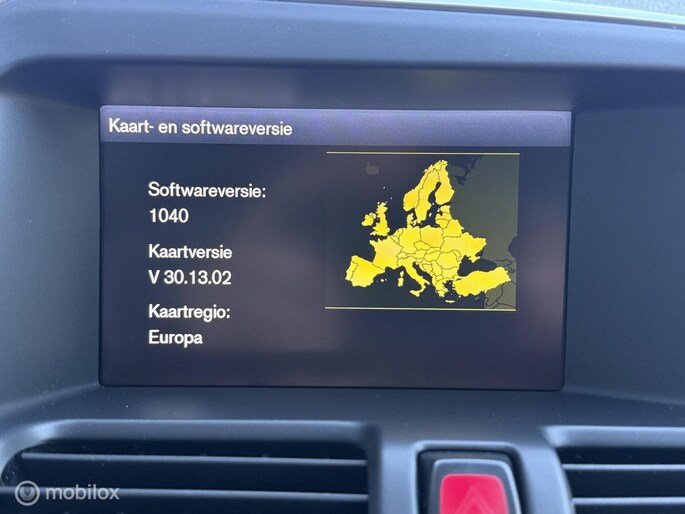 Kaart- en softwareversie
Softwareversie:
1040
Kaartversie
V 30.13.02
Kaartregio:
Europa
mobilox